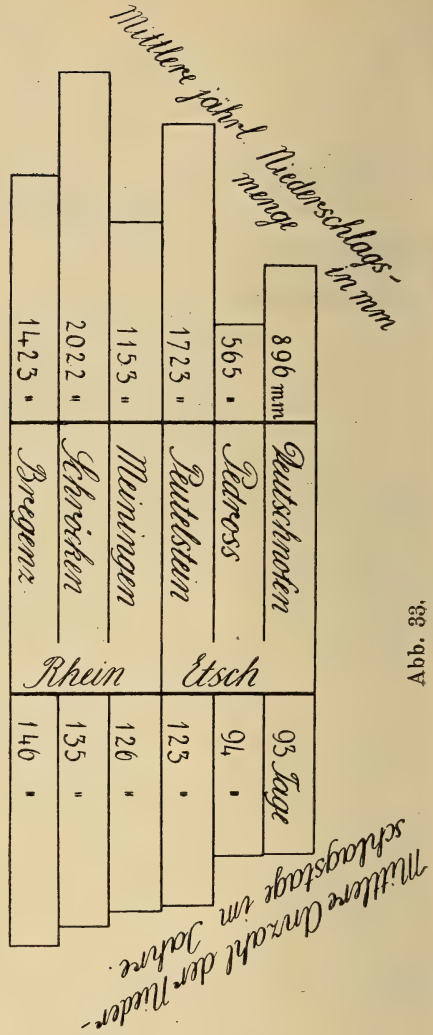 Mittlere jährl. Niederschlags-
menge in mm
Mittlere Anzahl der Nieder-
schlagstage im Jahre.
896 mm Deutschnofen 93 Tage
565 " Pedross 94 "
Etsch
1723 " Peutelstein 123 "
1153 " Meiningen 126 "
2022 " Schröcken 135 "
Rhein
1423 " Bregenz 146 "
Abb. 33.